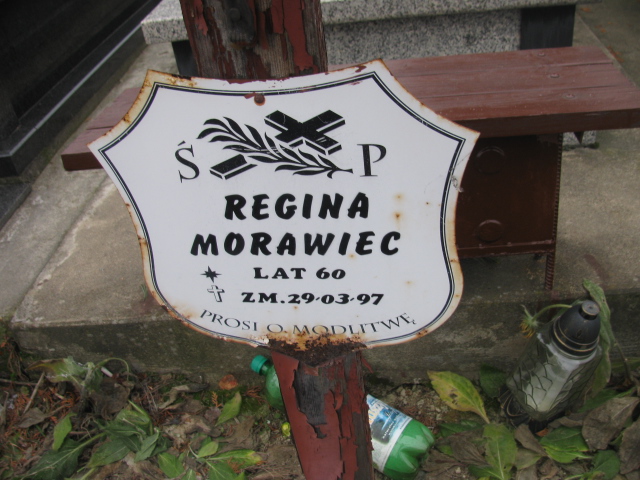 Ś P
REGINA
MORAWIEC
LAT 60
ZM. 29-03-97
PROSI O MODLITWĘ